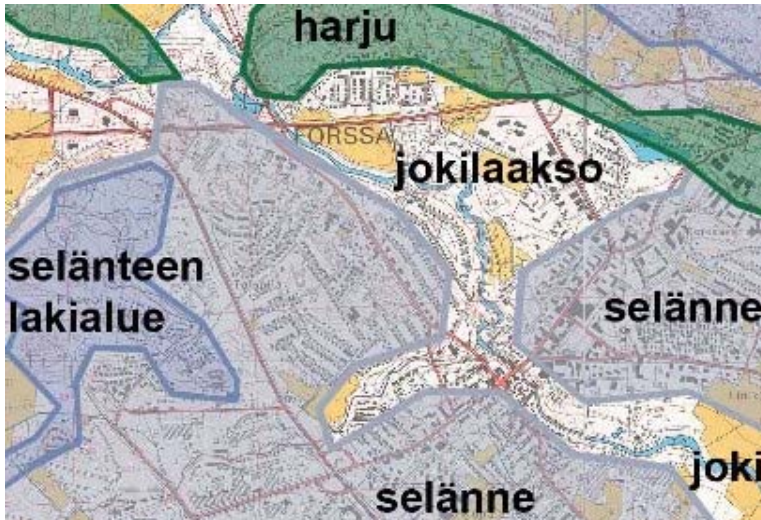 harju
FORSSA
jokilaakso
selänteen
lakialue
selänne
joki
selänne